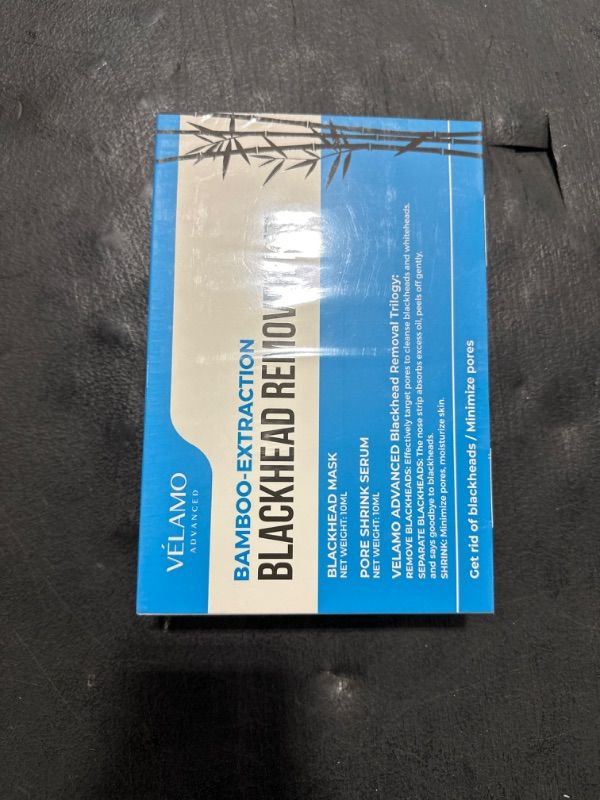 VÉLAMO
ADVANCED
BAMBOO-EXTRACTION
BLACKHEAD REMOV
BLACKHEAD MASK
NET WEIGHT: 10ML
PORE SHRINK SERUM
NET WEIGHT: 10ML
VELAMO ADVANCED Blackhead Removal Trilogy:
REMOVE BLACKHEADS: Effectively target pores to cleanse blackheads and whiteheads.
SEPARATE BLACKHEADS: The nose strip absorbs excess oil, peels off gently,
and says goodbye to blackheads.
SHRINK: Minimize pores, moisturize skin.
Get rid of blackheads / Minimize pores